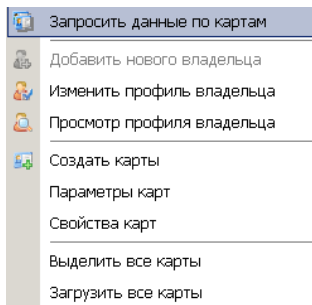 Запросить данные по картам
Добавить нового владельца
Изменить профиль владельца
Просмотр профиля владельца
Создать карты
Параметры карт
Свойства карт
Выделить все карты
Загрузить все карты